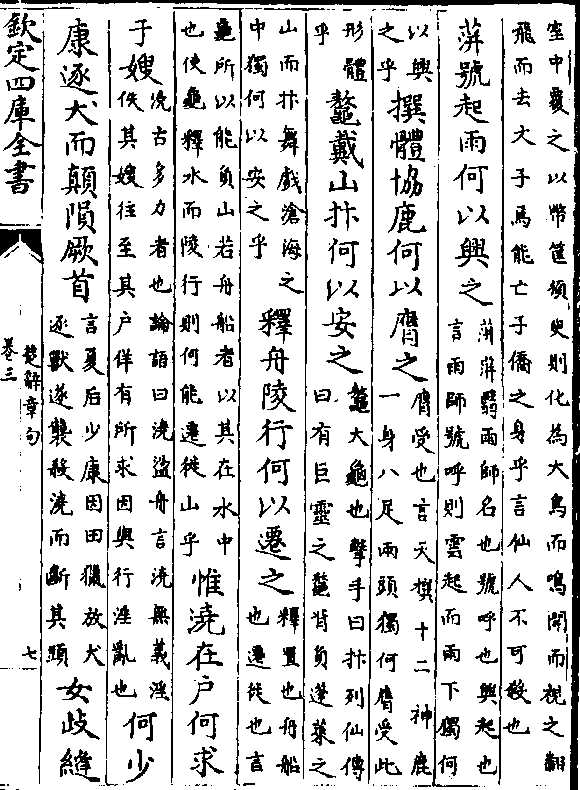 室中覆之以幣筐須臾則化為大鳥而鳴開而視之翻
飛而去文子焉能亡子僑之身乎言仙人不可殺也
蓱號起雨何以興之
蓱蓱翳雨師名也號呼也興起也
言雨師號呼則雲起而雨下獨何
以興
之乎
撰體協鹿何以膺之
膺受也言天撰十二神鹿
一身八足兩頭獨何膺受此
形體
乎
鼇戴山抃何以安之
鼇大龜也擊手曰抃列仙傳
曰有巨靈之鼇背負蓬萊之
山而抃舞戲滄海之
中獨何以安之乎
釋舟陵行何以遷之
釋置也舟船
也遷徙也言
龜所以能負山若舟船者以其在水中
也使龜釋水而陵行則何能遷徙山乎
惟澆在戶何求
于嫂
澆古多力者也論語曰澆盪舟言澆無義淫
佚其嫂往至其戶佯有所求因與行淫亂也
何少
康逐犬而顛隕厥首
言夏后少康因田獵放犬
逐獸遂襲殺澆而斷其頭
女歧縫
欽定四庫全書
楚辭章句
卷三
七